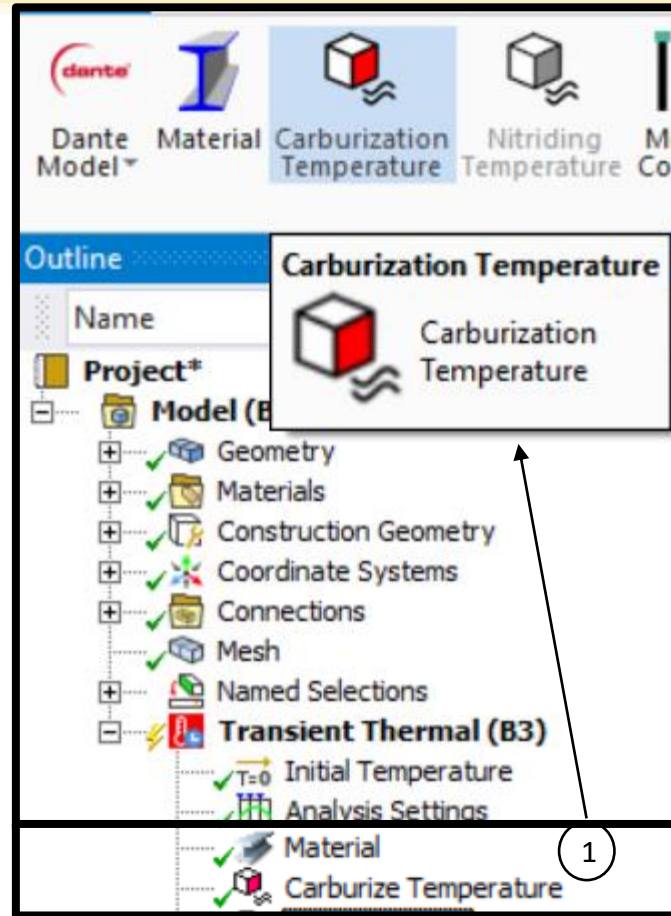 dante
Dante Material Carburization Nitriding M
Model Temperature Temperature Co
Outline
Carburization Temperature
Name
Carburization
Temperature
Project*
Model (B
Geometry
Materials
Construction Geometry
Coordinate Systems
Connections
Mesh
Named Selections
Transient Thermal (B3)
T=0 Initial Temperature
Analysis Settings
Material
1
Carburize Temperature